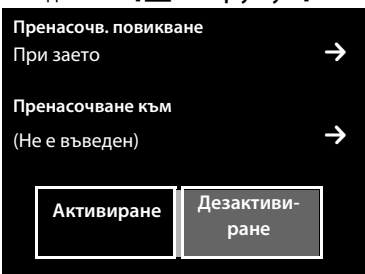 Пренасочв. повикване
При заето
Пренасочване към
(Не е въведен)
Активиране
Дезактиви-
ране